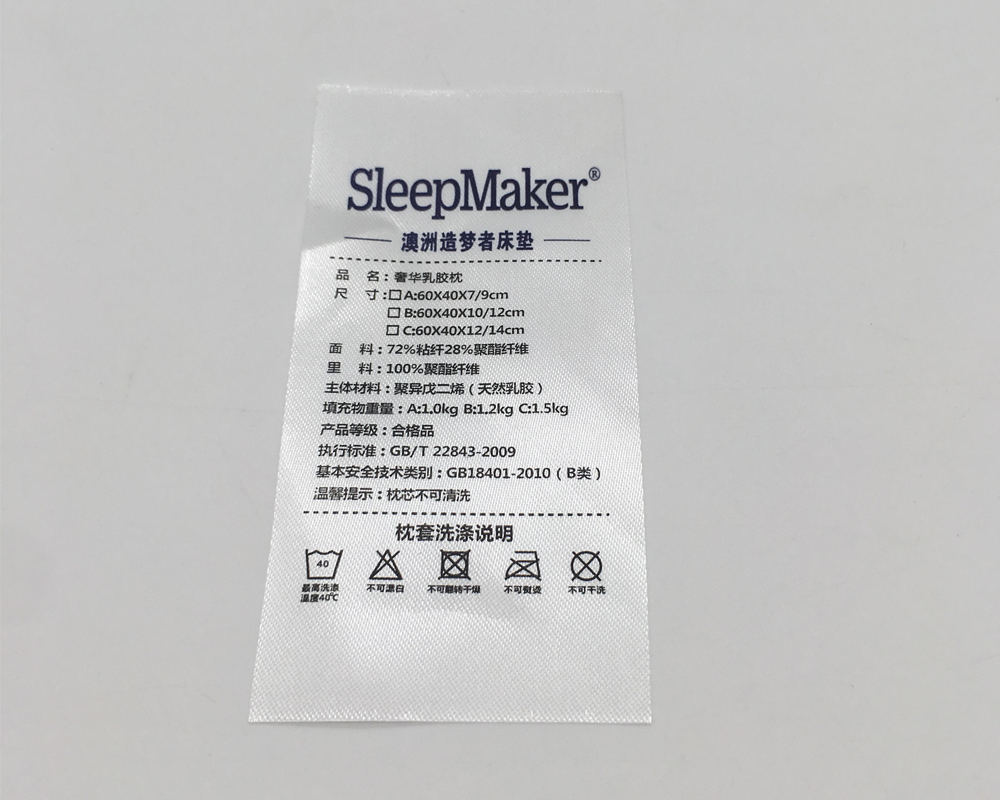 SleepMaker®
澳洲造梦者床垫
品 名：奢华乳胶枕
尺 寸：□A:60X40X7/9cm
□B:60X40X10/12cm
□C:60X40X12/14cm
面 料：72%粘纤28%聚酯纤维
里 料：100%聚酯纤维
主体材料：聚异戊二烯（天然乳胶）
填充物重量：A:1.0kg B:1.2kg C:1.5kg
产品等级：合格品
执行标准：GB/T 22843-2009
基本安全技术类别：GB18401-2010（B类）
温馨提示：枕芯不可清洗
枕套洗涤说明
40
最高洗涤温度40℃ 不可漂白 不可翻转干燥 不可熨烫 不可干洗